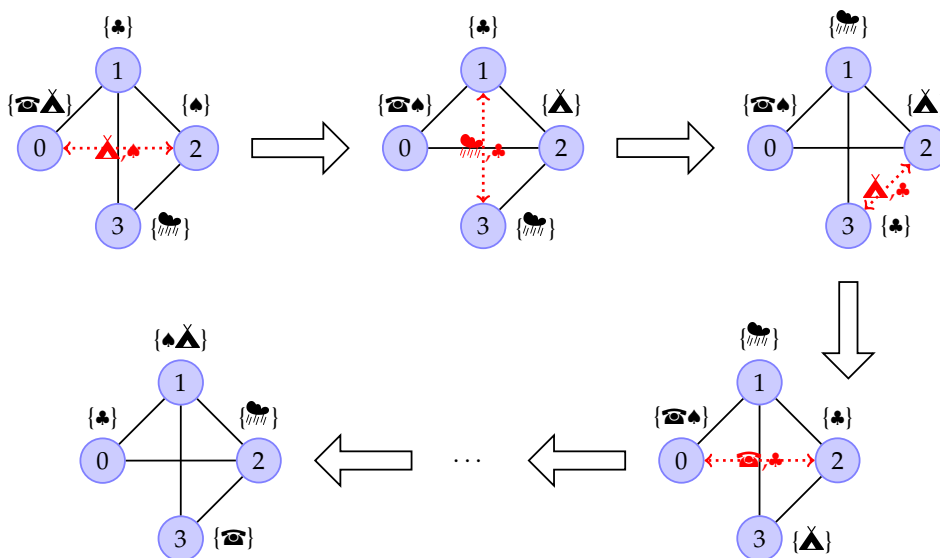 {♣} {♣} {🌧}
1 1 1
{☎⛺} {♠} {☎♠} {⛺} {☎♠} {⛺}
0 ⛺,♠ 2 0 🌧,♣ 2 0 2
⛺,♣
3 {🌧} 3 {🌧} 3 {♣}
{♠⛺} {🌧}
1 1
{♣} {🌧} {☎♠} {♣}
0 2 ... 0 ☎,♣ 2
3 {☎} 3 {⛺}